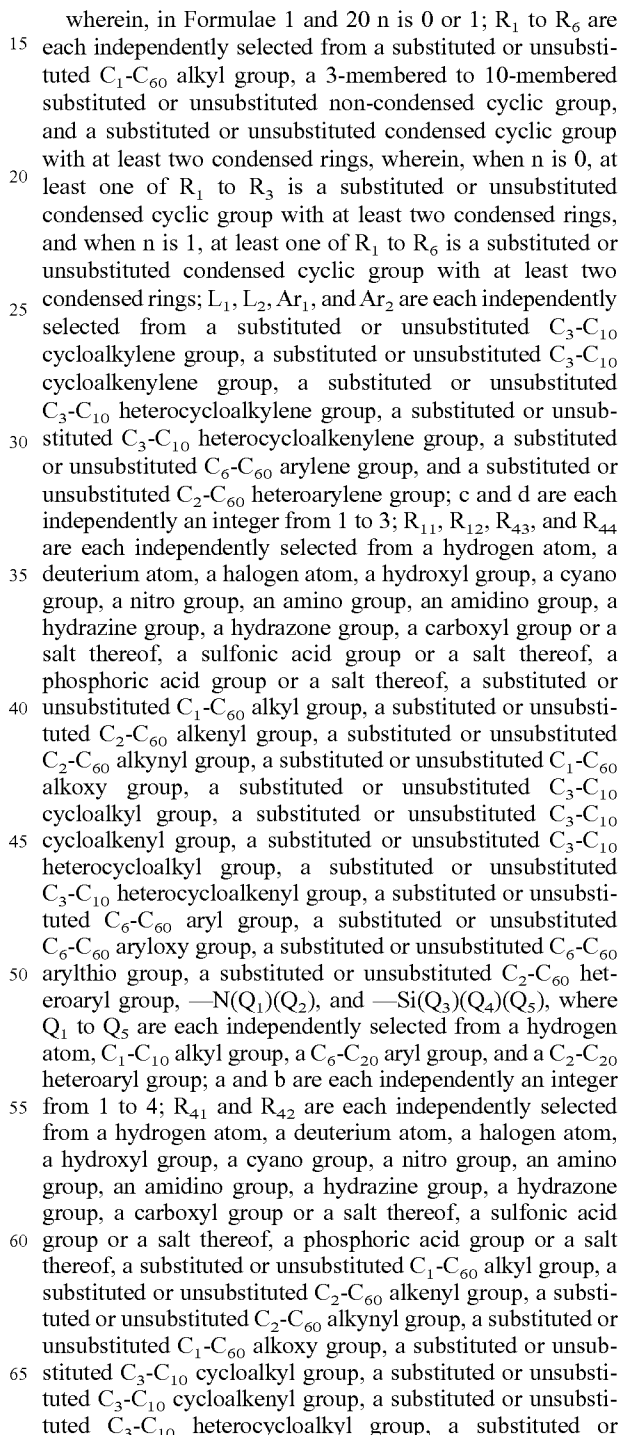 wherein, in Formulae 1 and 20 n is 0 or 1; R₁ to R₆ are
15 each independently selected from a substituted or unsubsti-
tuted C₁-C₆₀ alkyl group, a 3-membered to 10-membered
substituted or unsubstituted non-condensed cyclic group,
and a substituted or unsubstituted condensed cyclic group
with at least two condensed rings, wherein, when n is 0, at
20 least one of R₁ to R₃ is a substituted or unsubstituted
condensed cyclic group with at least two condensed rings,
and when n is 1, at least one of R₁ to R₆ is a substituted or
unsubstituted condensed cyclic group with at least two
25 condensed rings; L₁, L₂, Ar₁, and Ar₂ are each independently
selected from a substituted or unsubstituted C₃-C₁₀
cycloalkylene group, a substituted or unsubstituted C₃-C₁₀
cycloalkenylene group, a substituted or unsubstituted
C₃-C₁₀ heterocycloalkylene group, a substituted or unsub-
30 stituted C₃-C₁₀ heterocycloalkenylene group, a substituted
or unsubstituted C₆-C₆₀ arylene group, and a substituted or
unsubstituted C₂-C₆₀ heteroarylene group; c and d are each
independently an integer from 1 to 3; R₁₁, R₁₂, R₄₃, and R₄₄
are each independently selected from a hydrogen atom, a
35 deuterium atom, a halogen atom, a hydroxyl group, a cyano
group, a nitro group, an amino group, an amidino group, a
hydrazine group, a hydrazone group, a carboxyl group or a
salt thereof, a sulfonic acid group or a salt thereof, a
phosphoric acid group or a salt thereof, a substituted or
40 unsubstituted C₁-C₆₀ alkyl group, a substituted or unsubsti-
tuted C₂-C₆₀ alkenyl group, a substituted or unsubstituted
C₂-C₆₀ alkynyl group, a substituted or unsubstituted C₁-C₆₀
alkoxy group, a substituted or unsubstituted C₃-C₁₀
cycloalkyl group, a substituted or unsubstituted C₃-C₁₀
45 cycloalkenyl group, a substituted or unsubstituted C₃-C₁₀
heterocycloalkyl group, a substituted or unsubstituted
C₃-C₁₀ heterocycloalkenyl group, a substituted or unsubsti-
tuted C₆-C₆₀ aryl group, a substituted or unsubstituted
C₆-C₆₀ aryloxy group, a substituted or unsubstituted C₆-C₆₀
50 arylthio group, a substituted or unsubstituted C₂-C₆₀ het-
eroaryl group, —N(Q₁)(Q₂), and —Si(Q₃)(Q₄)(Q₅), where
Q₁ to Q₅ are each independently selected from a hydrogen
atom, C₁-C₁₀ alkyl group, a C₆-C₂₀ aryl group, and a C₂-C₂₀
heteroaryl group; a and b are each independently an integer
55 from 1 to 4; R₄₁ and R₄₂ are each independently selected
from a hydrogen atom, a deuterium atom, a halogen atom,
a hydroxyl group, a cyano group, a nitro group, an amino
group, an amidino group, a hydrazine group, a hydrazone
group, a carboxyl group or a salt thereof, a sulfonic acid
60 group or a salt thereof, a phosphoric acid group or a salt
thereof, a substituted or unsubstituted C₁-C₆₀ alkyl group, a
substituted or unsubstituted C₂-C₆₀ alkenyl group, a substi-
tuted or unsubstituted C₂-C₆₀ alkynyl group, a substituted or
unsubstituted C₁-C₆₀ alkoxy group, a substituted or unsub-
65 stituted C₃-C₁₀ cycloalkyl group, a substituted or unsubsti-
tuted C₃-C₁₀ cycloalkenyl group, a substituted or unsubsti-
tuted C₃-C₁₀ heterocycloalkyl group, a substituted or